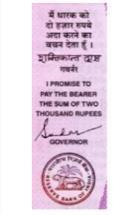 मैं धारक को
दो हज़ार रुपये
अदा करने का
वचन देता हूँ ।
शक्तिकान्त दास
गवर्नर
I PROMISE TO
PAY THE BEARER
THE SUM OF TWO
THOUSAND RUPEES
GOVERNOR